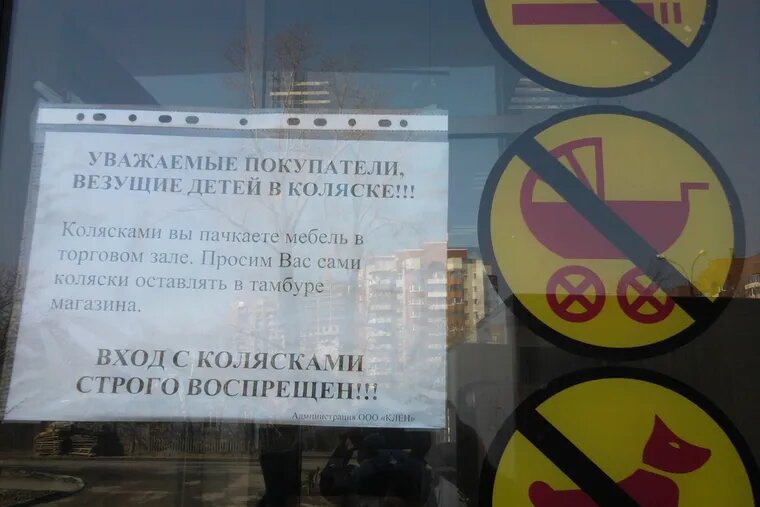 УВАЖАЕМЫЕ ПОКУПАТЕЛИ,
ВЕЗУЩИЕ ДЕТЕЙ В КОЛЯСКЕ!!!
Колясками вы пачкаете мебель в
торговом зале. Просим Вас сами
коляски оставлять в тамбуре
магазина.
ВХОД С КОЛЯСКАМИ
СТРОГО ВОСПРЕЩЕН!!!
Администрация ООО «КЛЕН»